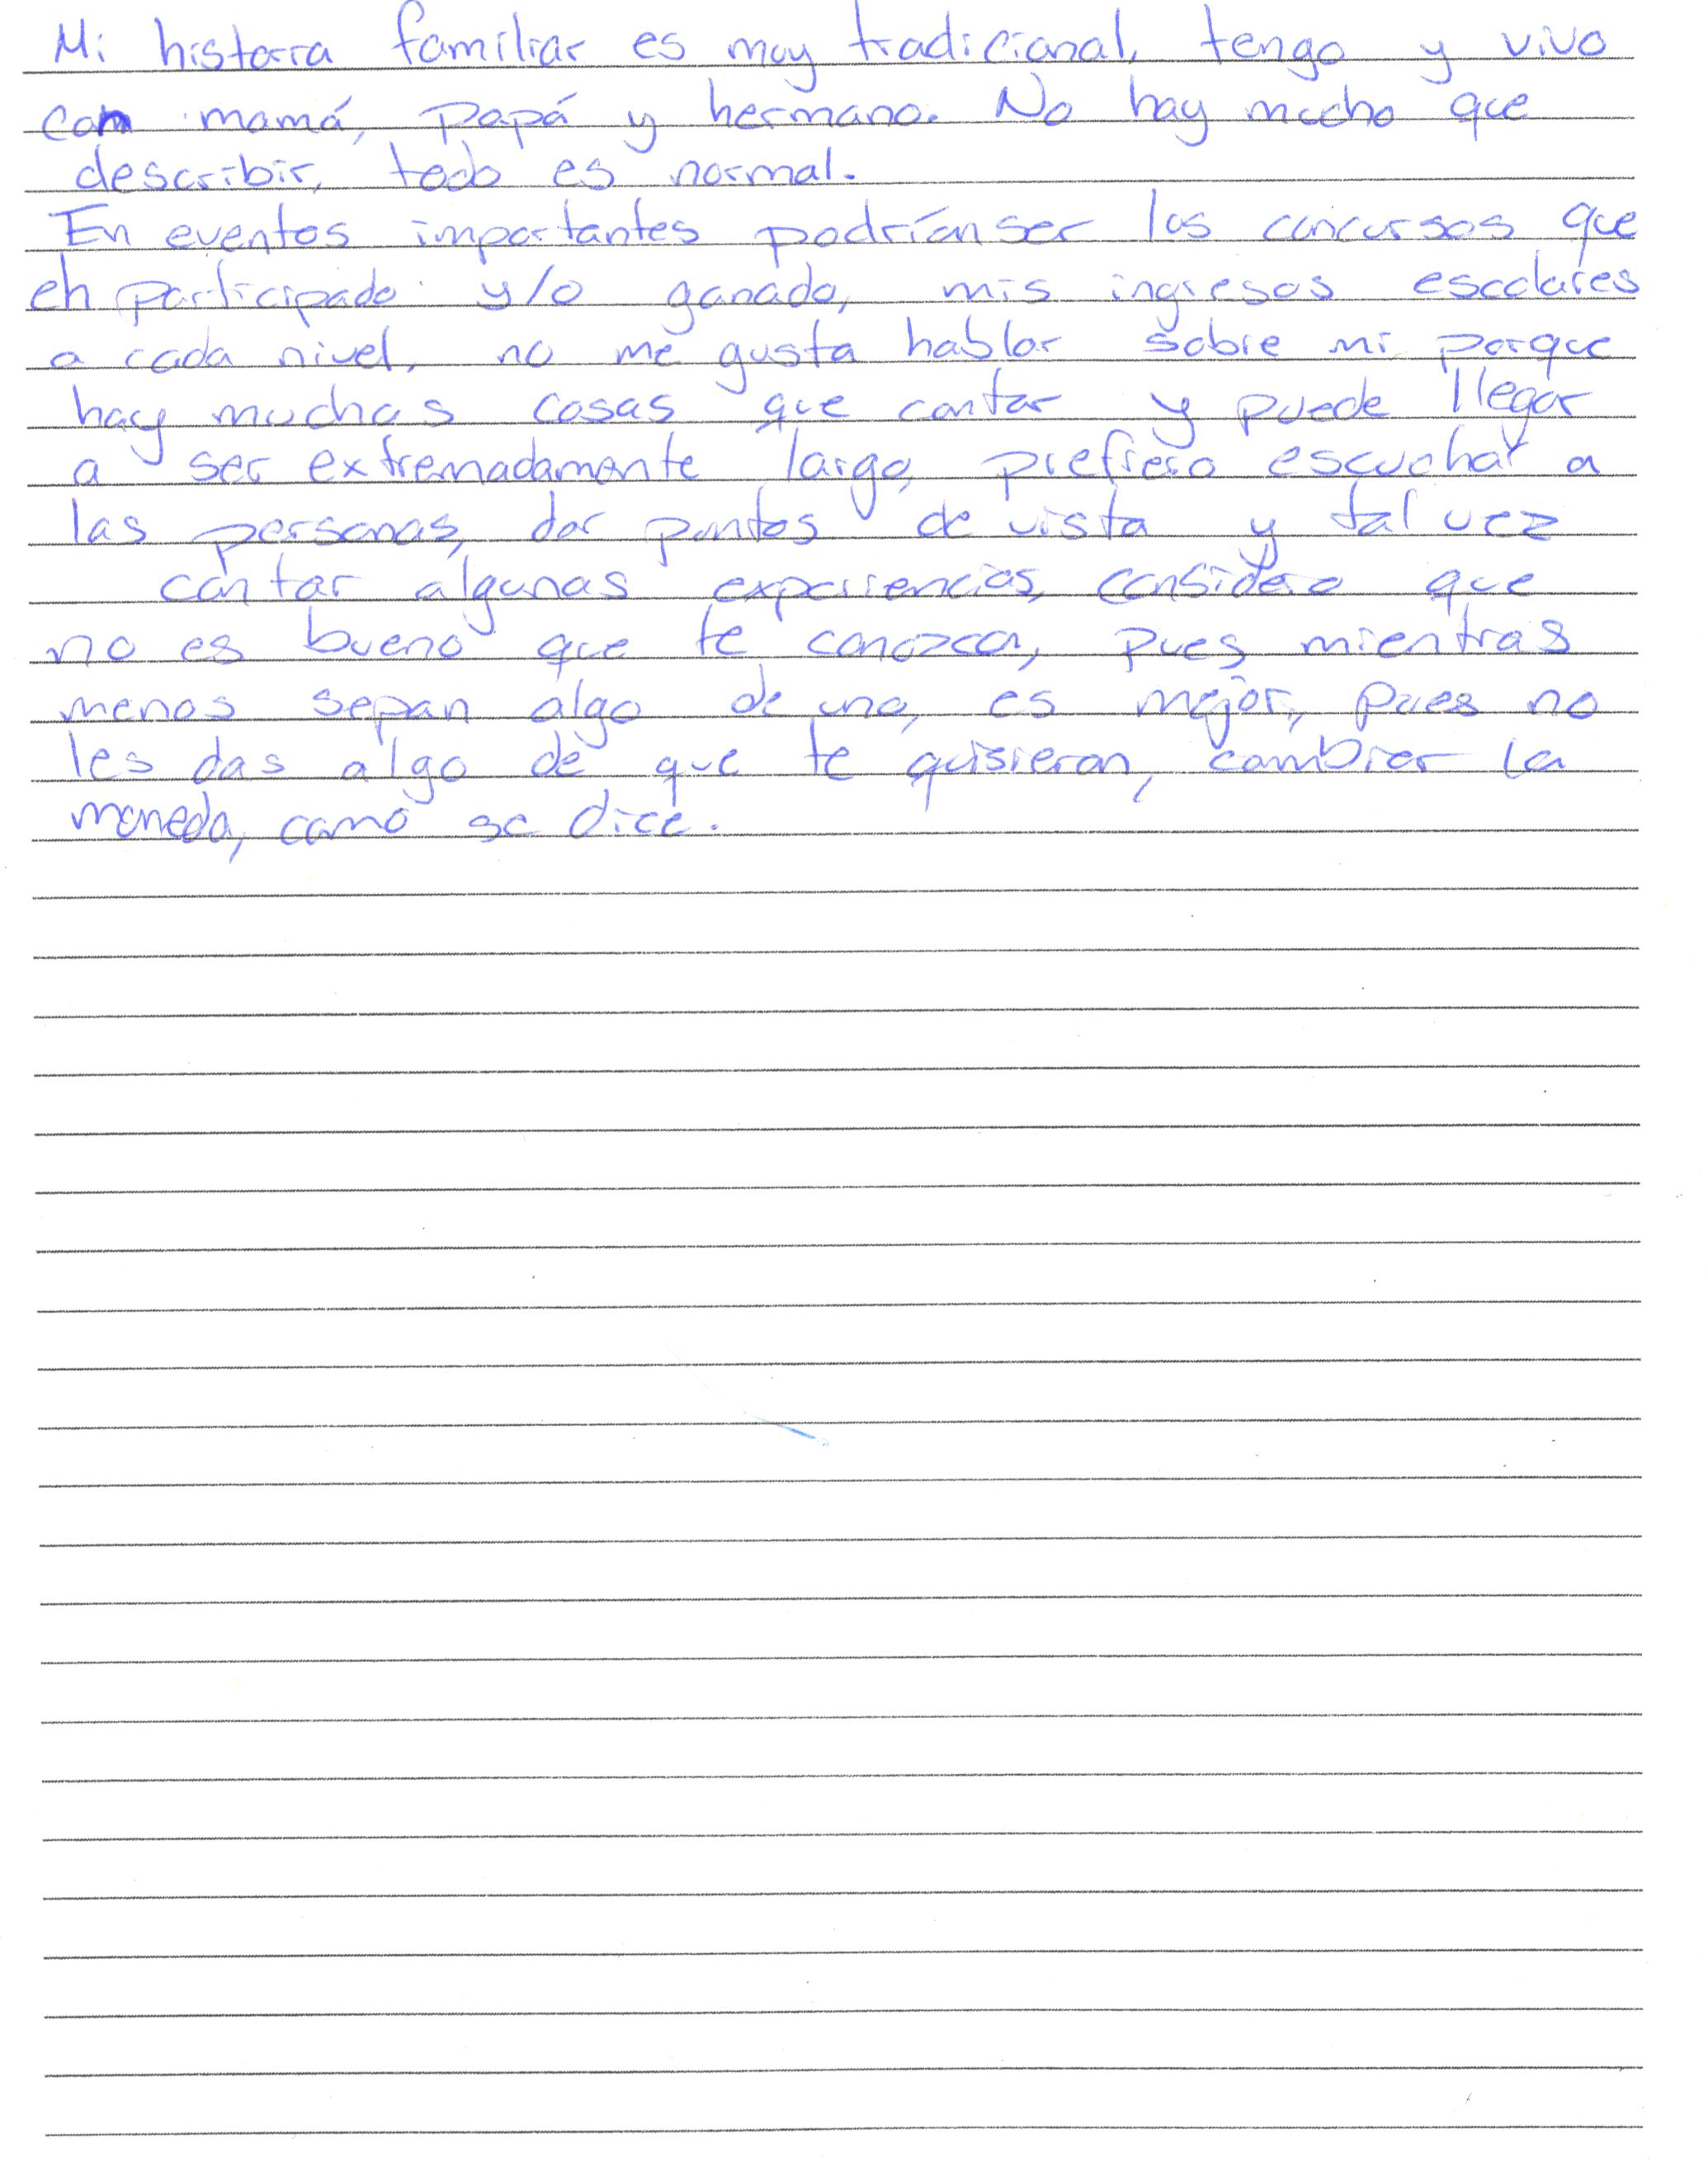 Mi historia familiar es muy tradicional, tengo y vivo
con mamá, papá y hermano. No hay mucho que
describir, todo es normal.
En eventos importantes podrían ser los concursos que
eh participado y/o ganado, mis ingresos escolares
a cada nivel, no me gusta hablar sobre mi porque
hay muchas cosas que contar y puede llegar
a ser extremadamente largo, prefiero escuchar a
las personas, dar puntos de vista y tal vez
contar algunas experiencias, considero que
no es bueno que te conozca, pues mientras
menos sepan algo de uno, es mejor, pues no
les das algo de que te quisieran, cambiar la
moneda, como se dice.